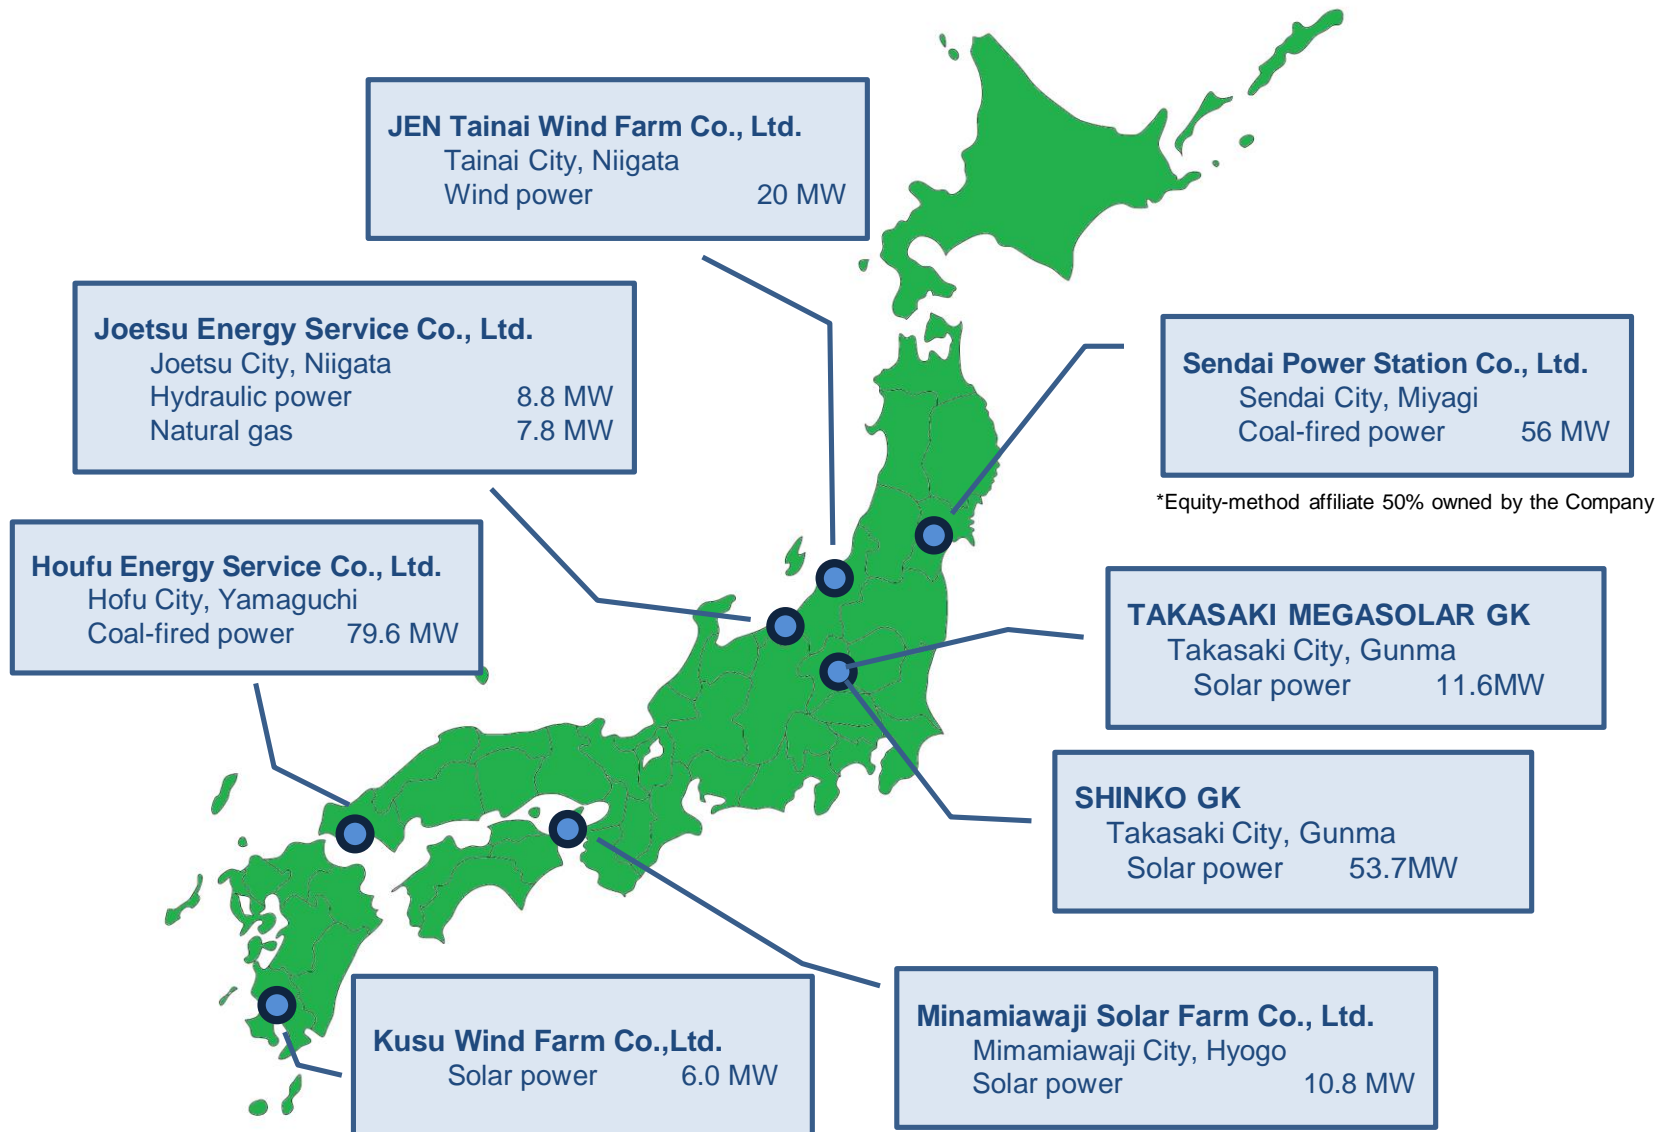 JEN Tainai Wind Farm Co., Ltd.
Tainai City, Niigata
Wind power 20 MW
Joetsu Energy Service Co., Ltd.
Joetsu City, Niigata
Hydraulic power 8.8 MW
Natural gas 7.8 MW
Sendai Power Station Co., Ltd.
Sendai City, Miyagi
Coal-fired power 56 MW
*Equity-method affiliate 50% owned by the Company
Houfu Energy Service Co., Ltd.
Hofu City, Yamaguchi
Coal-fired power 79.6 MW
TAKASAKI MEGASOLAR GK
Takasaki City, Gunma
Solar power 11.6MW
SHINKO GK
Takasaki City, Gunma
Solar power 53.7MW
Kusu Wind Farm Co.,Ltd.
Solar power 6.0 MW
Minamiawaji Solar Farm Co., Ltd.
Mimamiawaji City, Hyogo
Solar power 10.8 MW